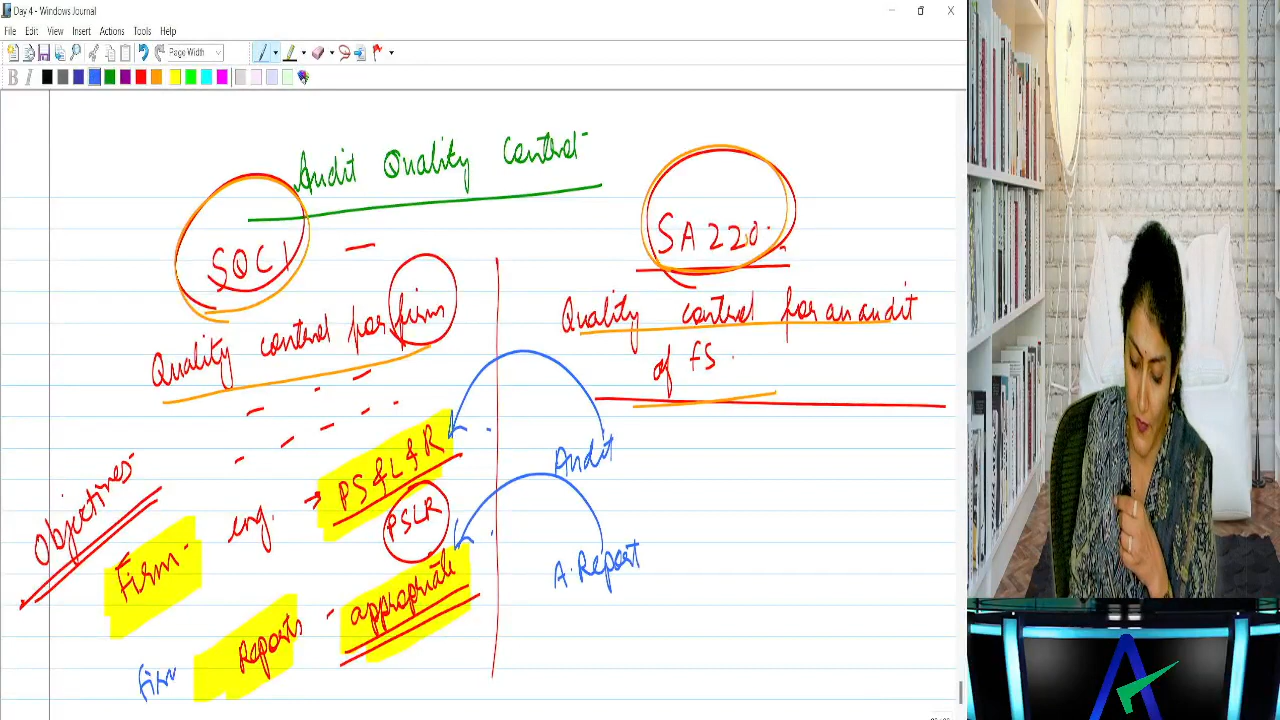 Day 4 - Windows Journal
File Edit View Insert Actions Tools Help
Page Width
B I
Audit Quality Control
SQC 1 -
Quality control for firms
SA 220.
Quality control for an audit
of FS.
Objectives
Firm - eng. → PS & L & R
PSLR
Reports - appropriate
Firm
Audit
A. Report